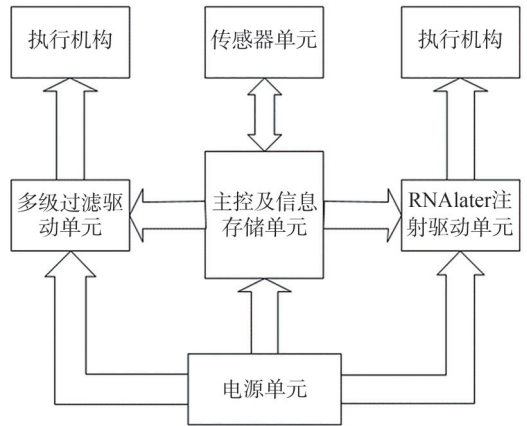 执行机构
传感器单元
执行机构
多级过滤驱
动单元
主控及信息
存储单元
RNAlater注
射驱动单元
电源单元